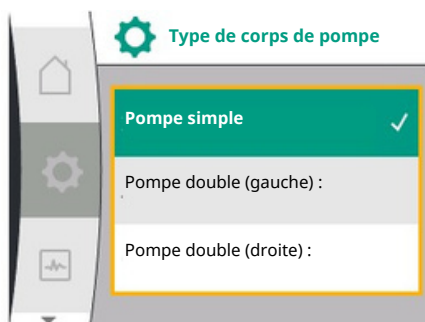 Type de corps de pompe
Pompe simple
Pompe double (gauche) :
Pompe double (droite) :